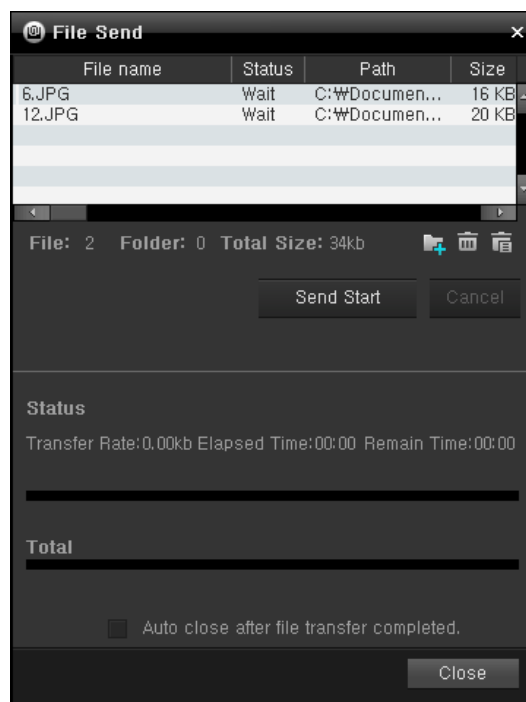 File Send
File name Status Path Size
6.JPG Wait C:₩Documen... 16 KB
12.JPG Wait C:₩Documen... 20 KB
File: 2 Folder: 0 Total Size: 34kb
Send Start Cancel
Status
Transfer Rate:0.00kb Elapsed Time:00:00 Remain Time:00:00
Total
Auto close after file transfer completed.
Close